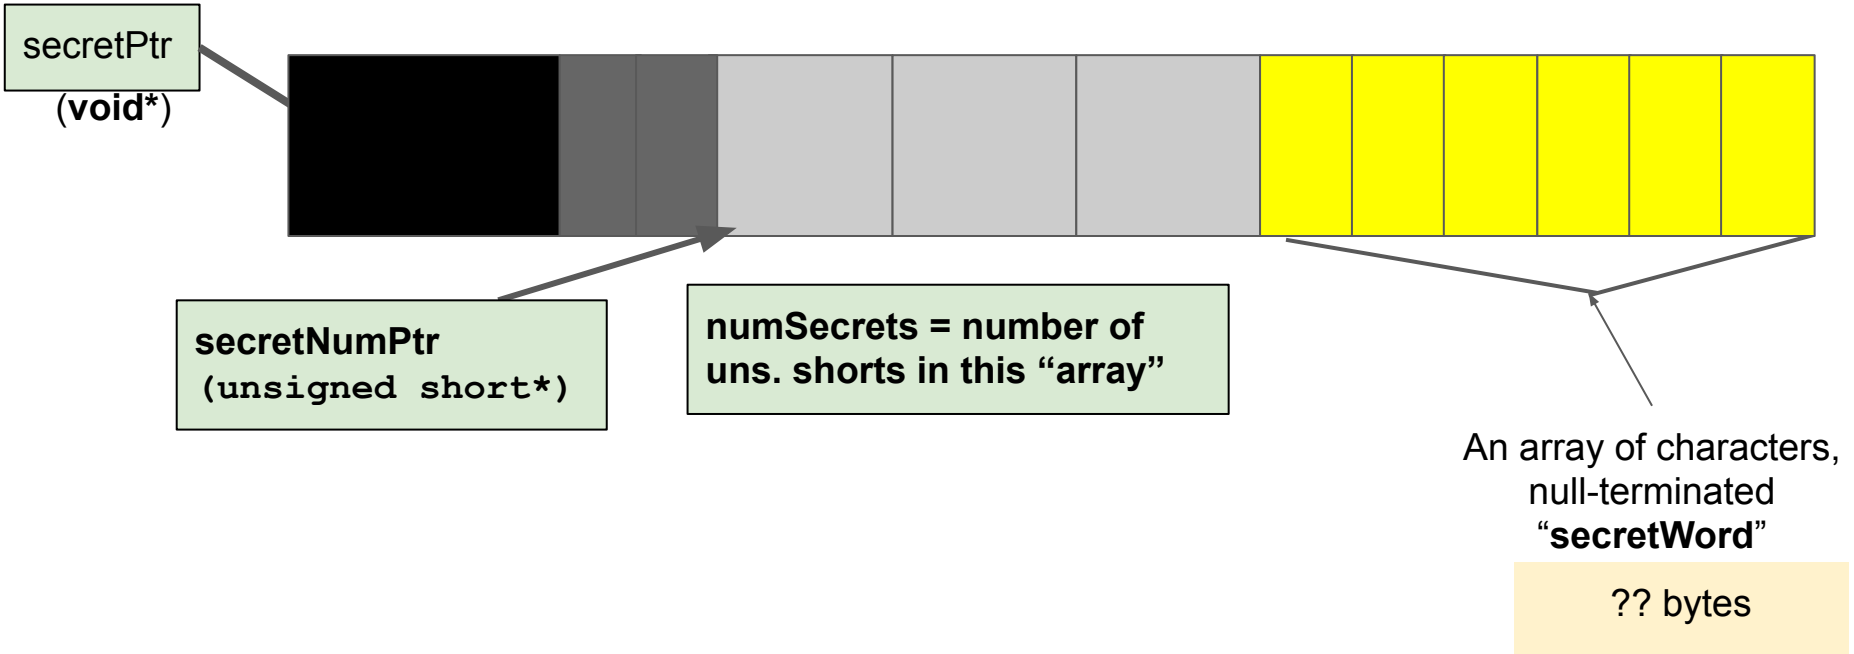 secretPtr
(void*)
secretNumPtr
(unsigned short*)
numSecrets = number of
uns. shorts in this “array”
An array of characters,
null-terminated
“secretWord”
?? bytes